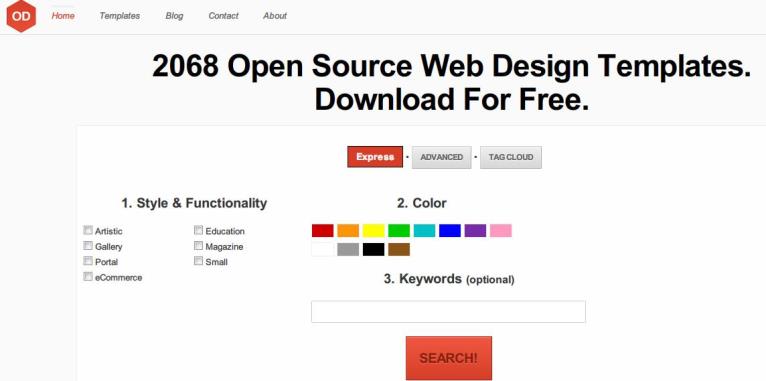 OD
Home Templates Blog Contact About
2068 Open Source Web Design Templates.
Download For Free.
Express • ADVANCED • TAG CLOUD
1. Style & Functionality
Artistic Education
Gallery Magazine
Portal Small
eCommerce
2. Color
3. Keywords (optional)
SEARCH!